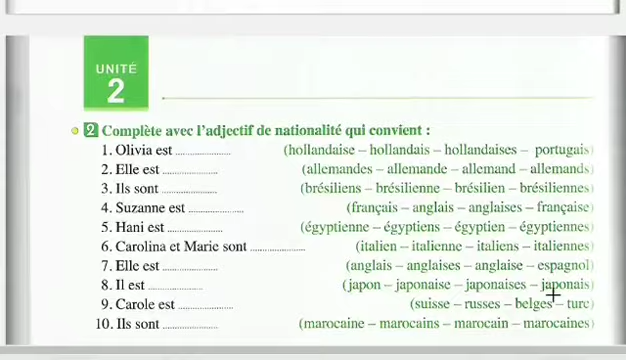 UNITÉ
2
2 Complète avec l'adjectif de nationalité qui convient :
1. Olivia est .................... (hollandaise – hollandais – hollandaises – portugais)
2. Elle est .................... (allemandes – allemande – allemand – allemands)
3. Ils sont .................... (brésiliens – brésilienne – brésilien – brésiliennes)
4. Suzanne est .................... (français – anglais – anglaises – française)
5. Hani est .................... (égyptienne – égyptiens – égyptien – égyptiennes)
6. Carolina et Marie sont .................... (italien – italienne – italiens – italiennes)
7. Elle est .................... (anglais – anglaises – anglaise – espagnol)
8. Il est .................... (japon – japonaise – japonaises – japonais)
9. Carole est .................... (suisse – russes – belges – turc)
10. Ils sont .................... (marocaine – marocains – marocain – marocaines)